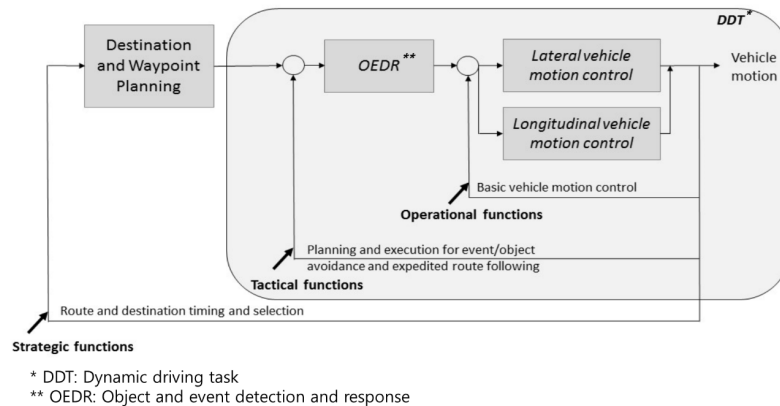 DDT*
Destination
and Waypoint
Planning
OEDR**
Lateral vehicle
motion control
Longitudinal vehicle
motion control
Vehicle
motion
Basic vehicle motion control
Operational functions
Planning and execution for event/object
avoidance and expedited route following
Tactical functions
Route and destination timing and selection
Strategic functions
* DDT: Dynamic driving task
** OEDR: Object and event detection and response